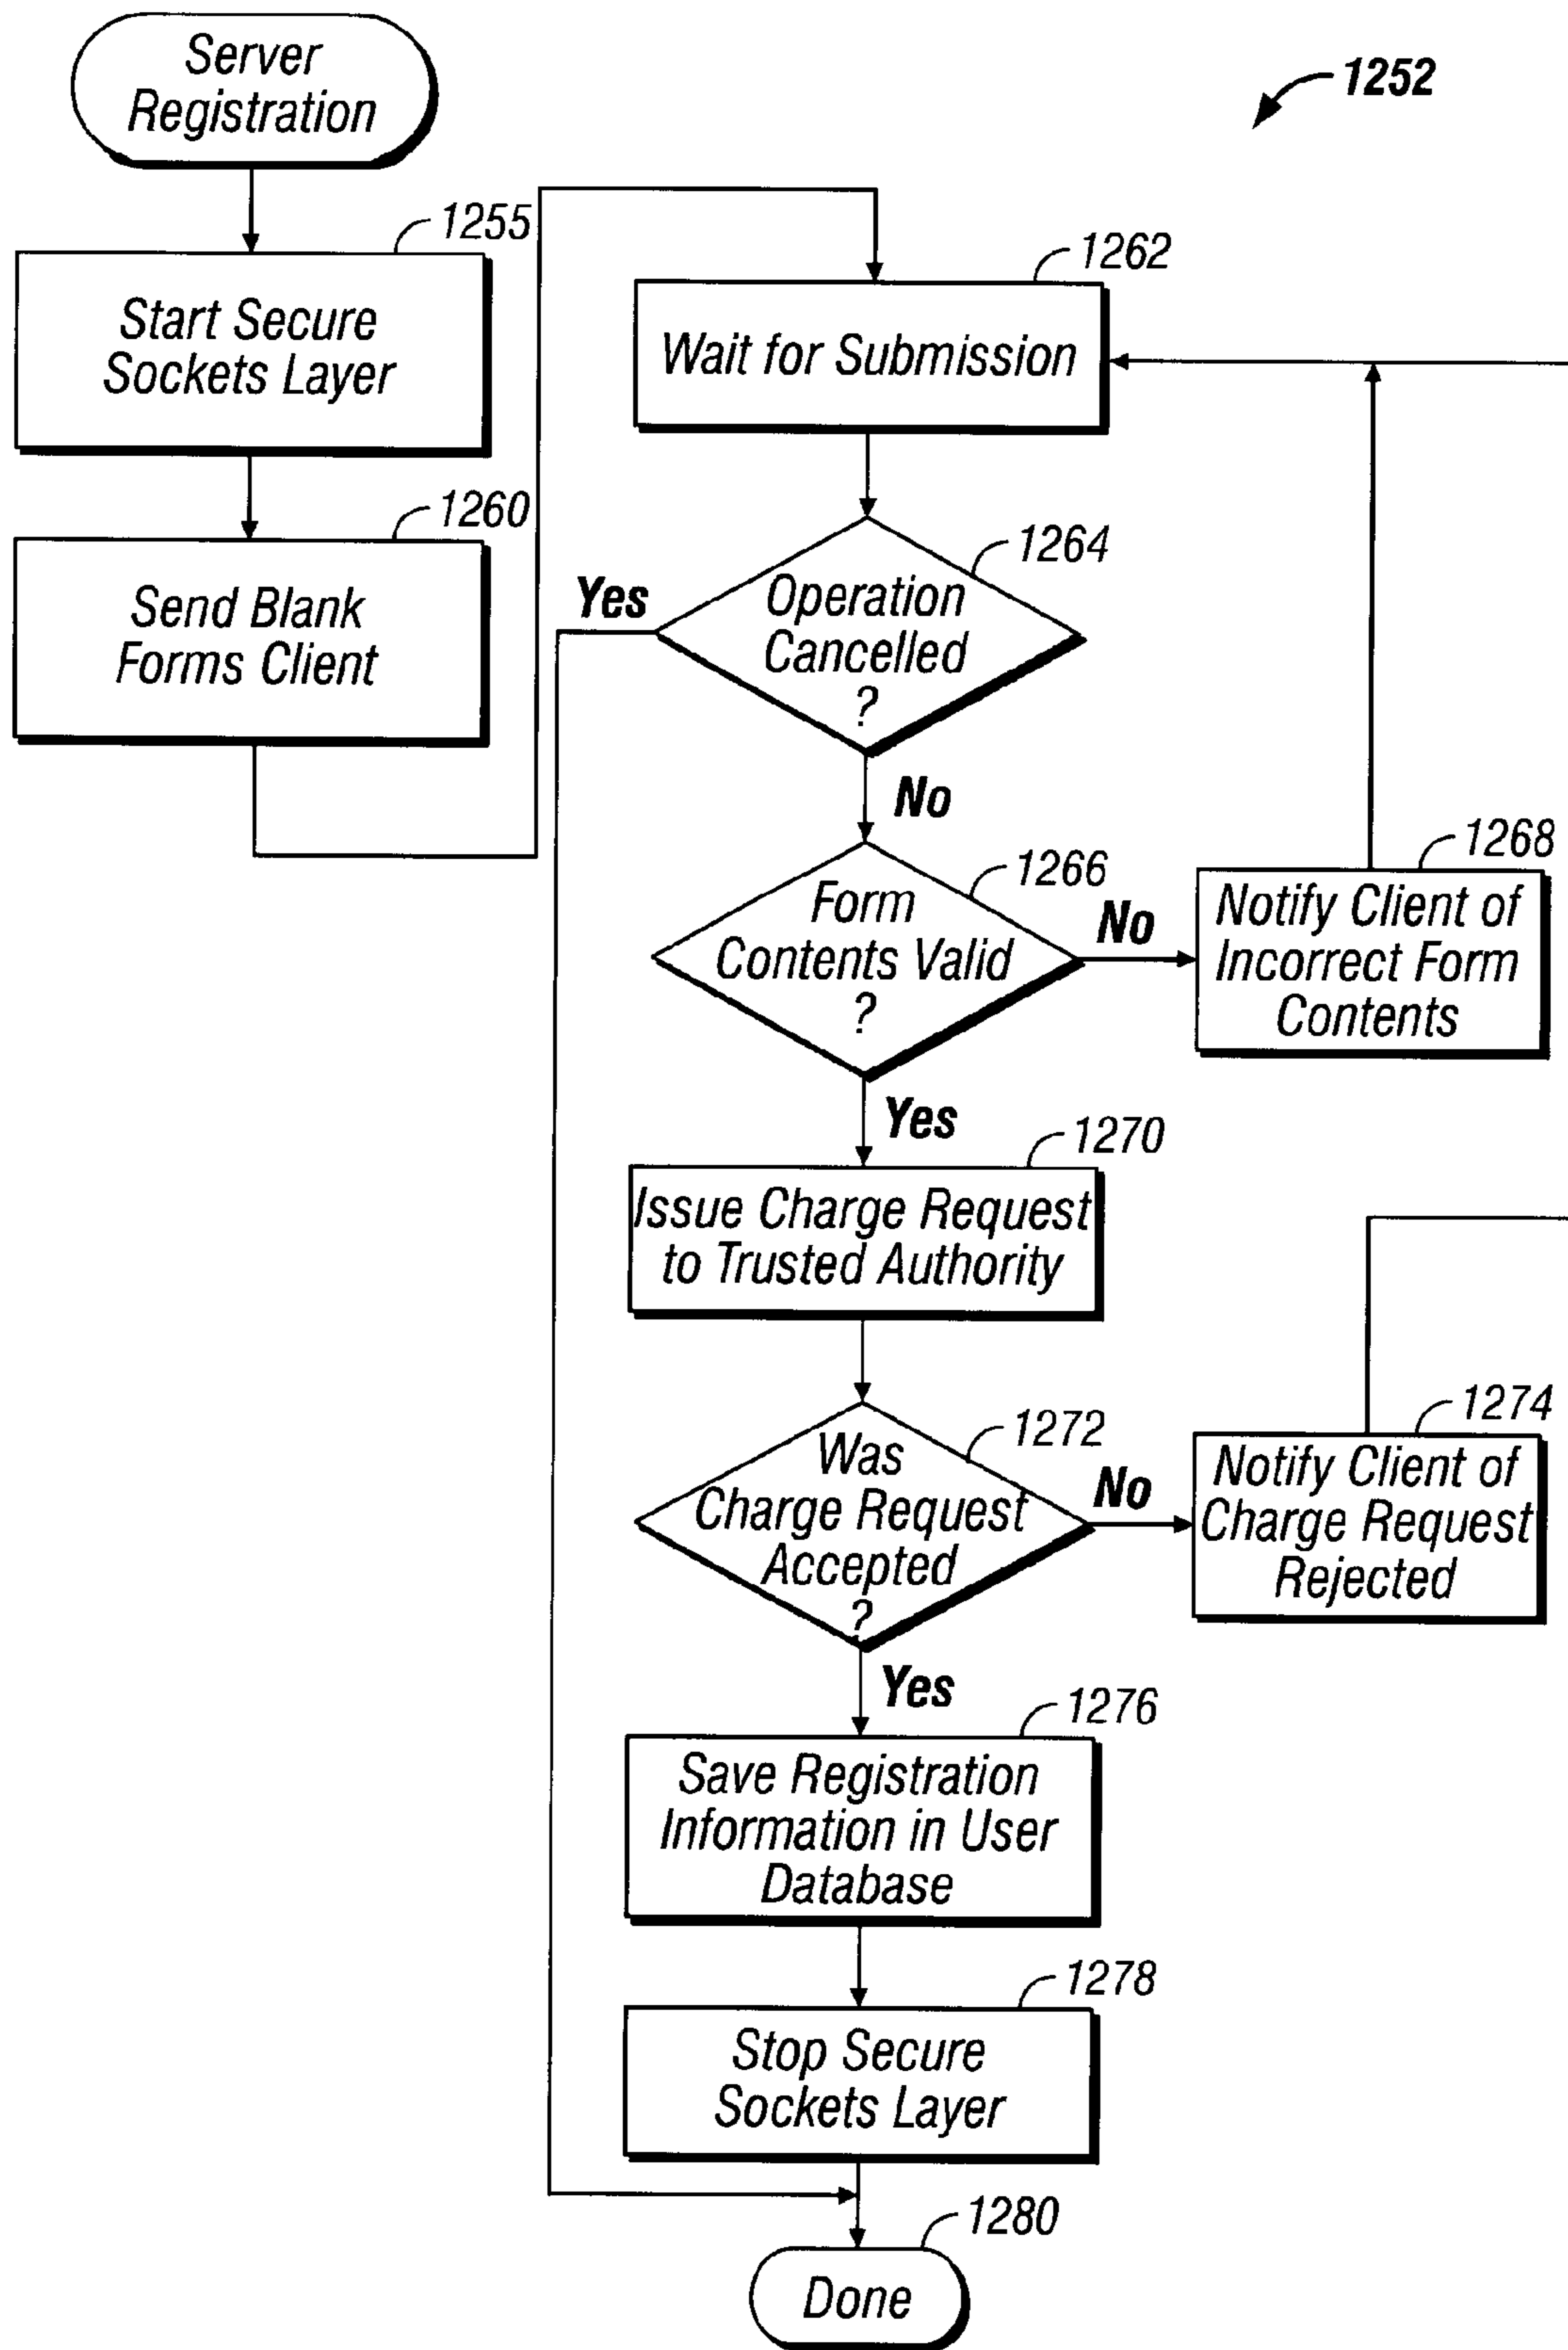 Server
Registration
1252
1255
Start Secure
Sockets Layer
1260
Send Blank
Forms Client
1262
Wait for Submission
1264
Operation
Cancelled
?
Yes
No
1266
Form
Contents Valid
?
No
1268
Notify Client of
Incorrect Form
Contents
Yes
1270
Issue Charge Request
to Trusted Authority
1272
Was
Charge Request
Accepted
?
No
1274
Notify Client of
Charge Request
Rejected
Yes
1276
Save Registration
Information in User
Database
1278
Stop Secure
Sockets Layer
1280
Done